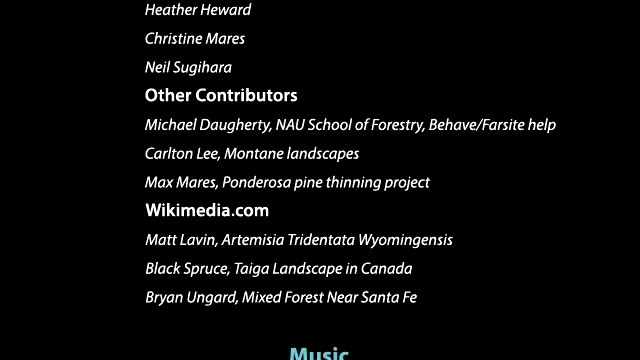 Heather Heward
Christine Mares
Neil Sugihara
Other Contributors
Michael Daugherty, NAU School of Forestry, Behave/Farsite help
Carlton Lee, Montane landscapes
Max Mares, Ponderosa pine thinning project
Wikimedia.com
Matt Lavin, Artemisia Tridentata Wyomingensis
Black Spruce, Taiga Landscape in Canada
Bryan Ungard, Mixed Forest Near Santa Fe
Music